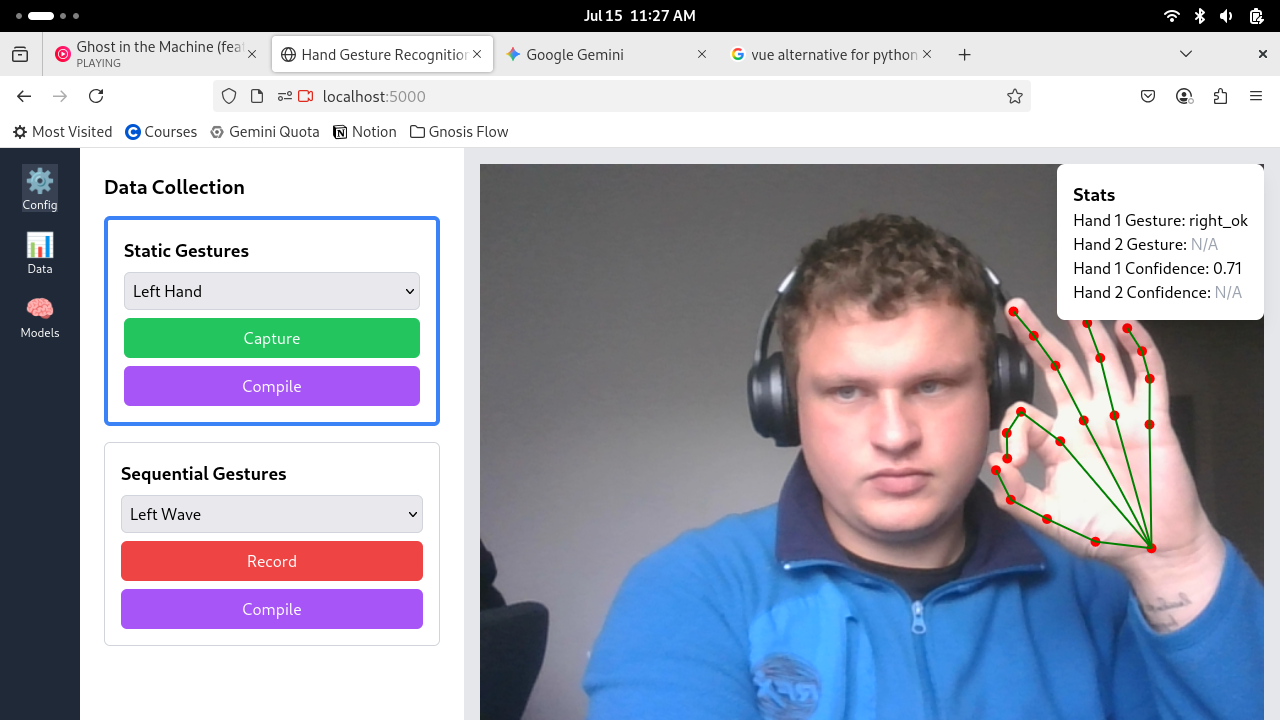 Jul 15 11:27 AM
Ghost in the Machine (feat
PLAYING
Hand Gesture Recognition
Google Gemini
vue alternative for python
localhost:5000
Most Visited
Courses
Gemini Quota
Notion
Gnosis Flow
Config
Data
Models
Data Collection
Static Gestures
Left Hand
Capture
Compile
Sequential Gestures
Left Wave
Record
Compile
Stats
Hand 1 Gesture: right_ok
Hand 2 Gesture: N/A
Hand 1 Confidence: 0.71
Hand 2 Confidence: N/A